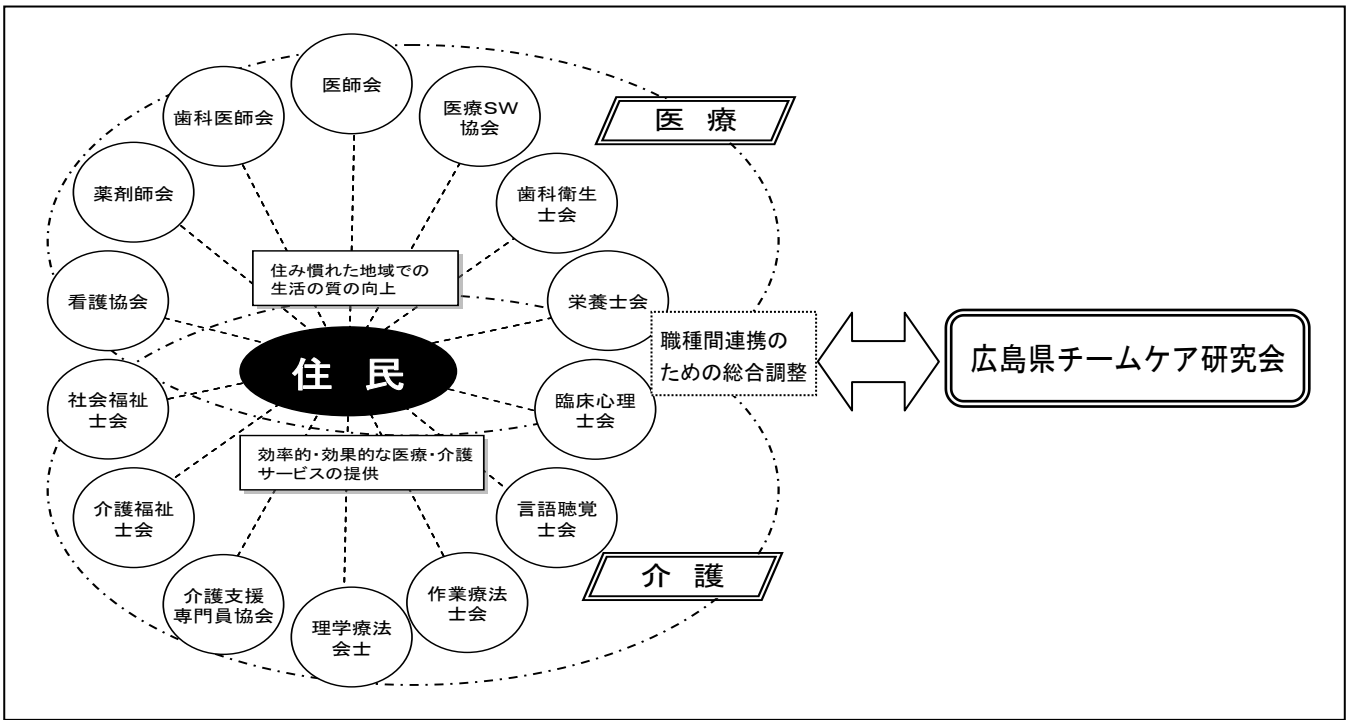 医師会
歯科医師会
医療SW
協会
医 療
薬剤師会
歯科衛生
士会
住み慣れた地域での
生活の質の向上
看護協会
栄養士会
住 民
職種間連携の
ための総合調整
広島県チームケア研究会
社会福祉
士会
臨床心理
士会
効率的・効果的な医療・介護
サービスの提供
介護福祉
士会
言語聴覚
士会
介 護
介護支援
専門員協会
理学療法
会士
作業療法
士会